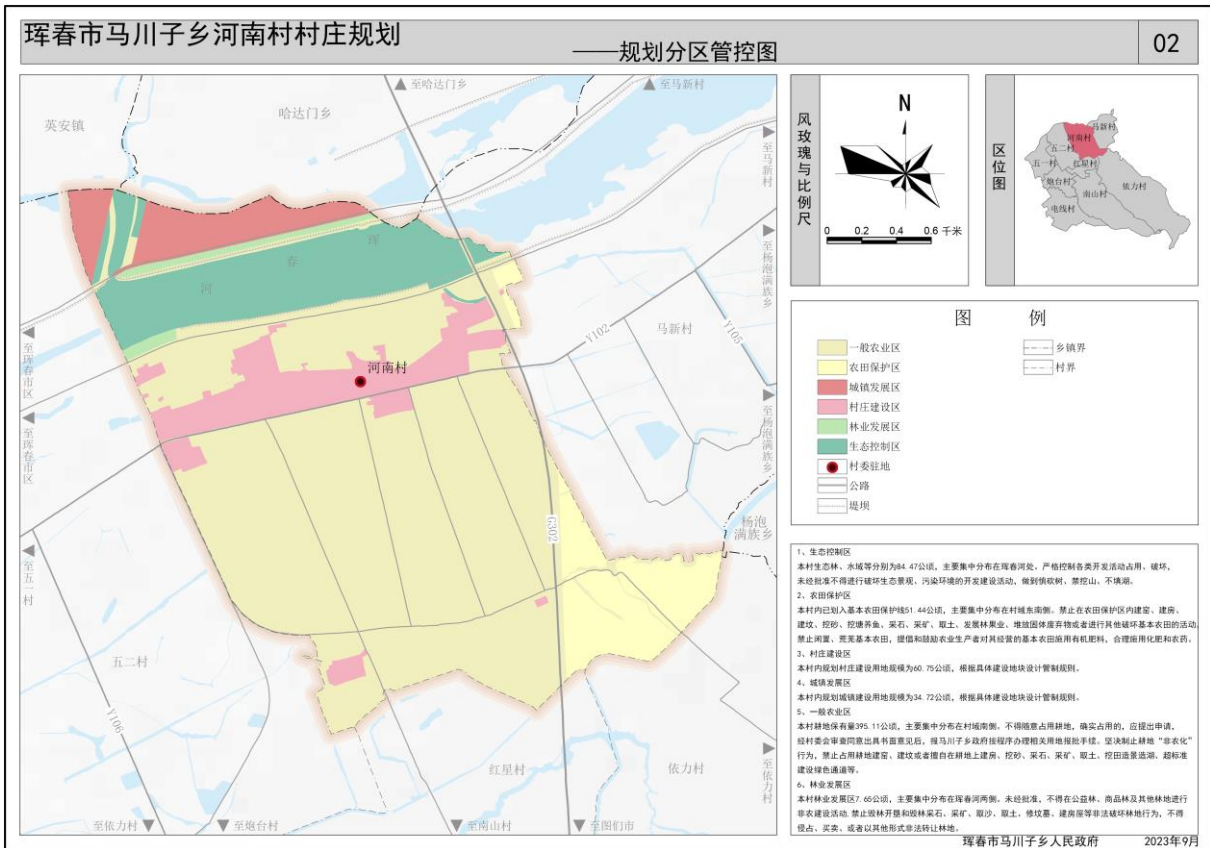 珲春市马川子乡河南村村庄规划
——规划分区管控图
02
至哈达门乡
至马新村
英安镇
哈达门乡
至马新村
珲
春
河
至杨泡满族乡
Y102
马新村
Y105
至珲春市区
河南村
至珲春市区
至杨泡满族乡
G302
杨泡
满族乡
至五一村
五二村
Y106
红星村
依力村
至依力村
至依力村
至炮台村
至南山村
至图们市
风玫瑰与比例尺
N
0 0.2 0.4 0.6 千米
区位图
马新村
河南村
五二村
五一村
红星村
炮台村
依力村
南山村
电线村
图 例
一般农业区
农田保护区
城镇发展区
村庄建设区
林业发展区
生态控制区
村委驻地
公路
堤坝
乡镇界
村界
1、生态控制区
本村生态林、水域等分别为84.47公顷，主要集中分布在珲春河处。严格控制各类开发活动占用、破坏，
未经批准不得进行破坏生态景观、污染环境的开发建设活动，做到慎砍树、禁挖山、不填湖。
2、农田保护区
本村内已划入基本农田保护线51.44公顷，主要集中分布在村域东南侧。禁止在农田保护区内建窑、建房、
建坟、挖砂、挖塘养鱼、采石、采矿、取土、发展林果业、堆放固体废弃物或者进行其他破坏基本农田的活动,
禁止闲置、荒芜基本农田，提倡和鼓励农业生产者对其经营的基本农田施用有机肥料，合理施用化肥和农药。
3、村庄建设区
本村内规划村庄建设用地规模为60.75公顷，根据具体建设地块设计管制规则。
4、城镇发展区
本村内规划城镇建设用地规模为34.72公顷，根据具体建设地块设计管制规则。
5、一般农业区
本村耕地保有量395.11公顷，主要集中分布在村域南侧。不得随意占用耕地，确实占用的，应提出申请，
经村委会审查同意出具书面意见后，报马川子乡政府按程序办理相关用地报批手续。坚决制止耕地“非农化”
行为，禁止占用耕地建窑、建坟或者擅自在耕地上建房、挖砂、采石、采矿、取土、挖田造景造湖、超标准
建设绿色通道等。
6、林业发展区
本村林业发展区7.65公顷，主要集中分布在珲春河两侧。未经批准，不得在公益林、商品林及其他林地进行
非农建设活动.禁止毁林开垦和毁林采石、采矿、取沙、取土、修坟墓、建房屋等非法破坏林地行为，不得
侵占、买卖、或者以其他形式非法转让林地。
珲春市马川子乡人民政府 2023年9月